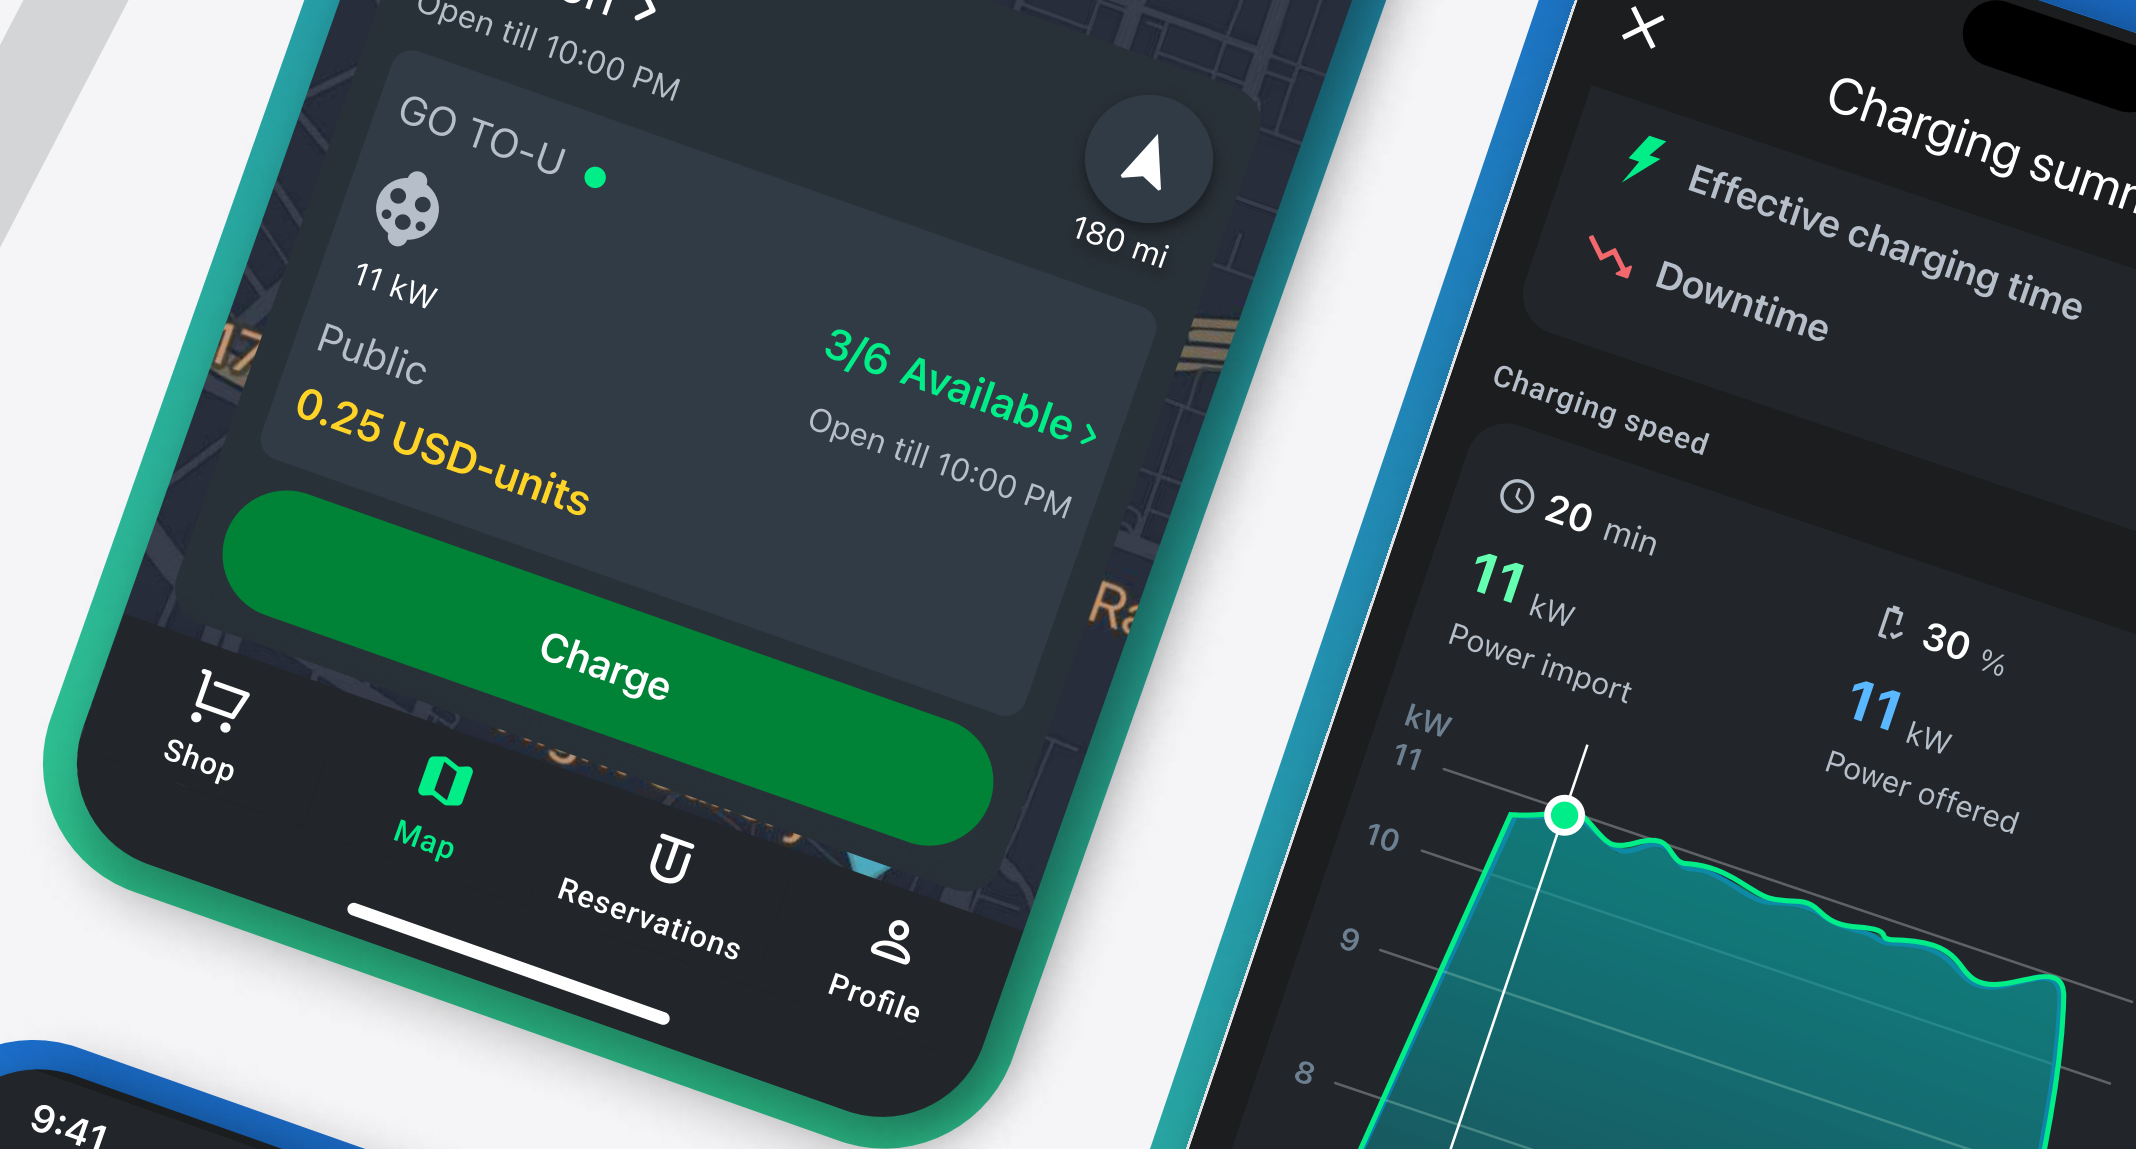 Open till 10:00 PM
GO TO-U
180 mi
11 kW
Public
0.25 USD-units
3/6 Available >
Open till 10:00 PM
17
Charge
Shop
Map
Reservations
Profile
9:41
Effective charging time
Downtime
Charging
Charging speed
20 min
30 %
11 kW
Power import
11 kW
Power offered
kW
11
10
9
8